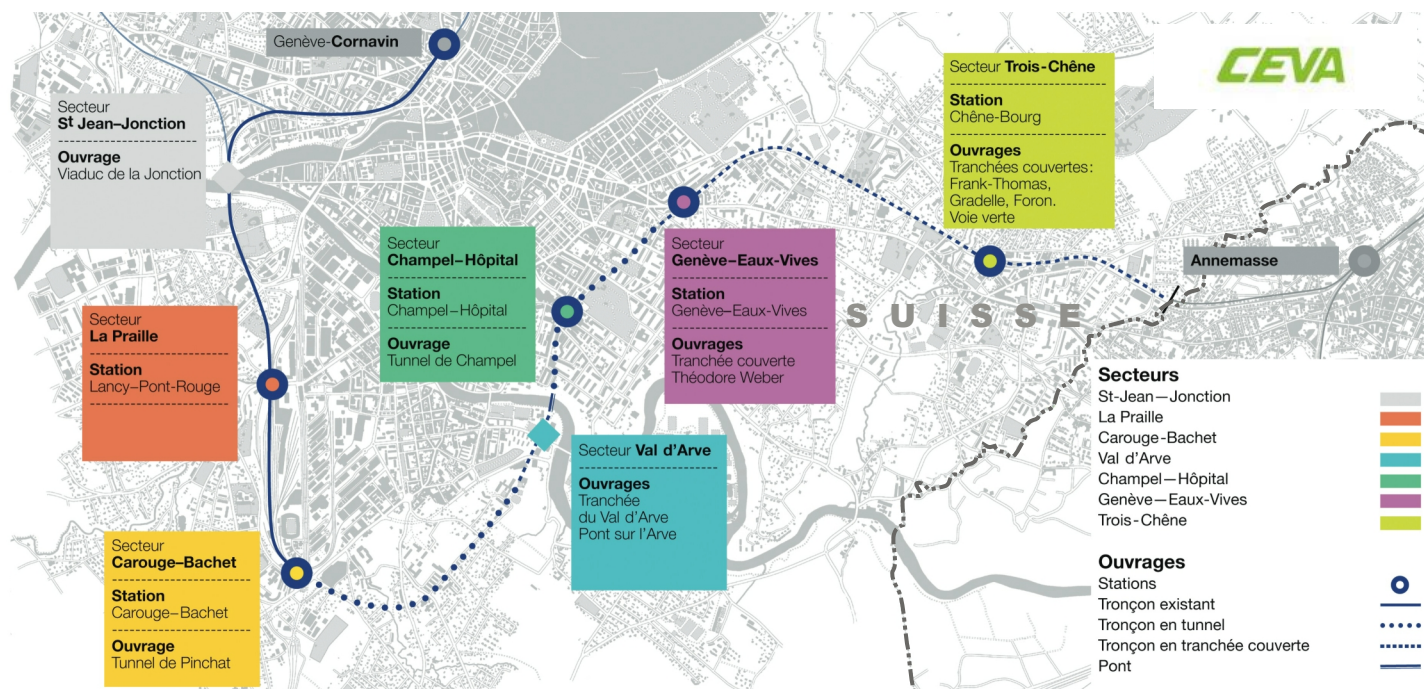 Genève-Cornavin
CEVA
Secteur
St Jean–Jonction
Ouvrage
Viaduc de la Jonction
Secteur Trois-Chêne
Station
Chêne-Bourg
Ouvrages
Tranchées couvertes:
Frank-Thomas,
Gradelle, Foron.
Voie verte
Secteur
Champel–Hôpital
Station
Champel–Hôpital
Ouvrage
Tunnel de Champel
Secteur
Genève–Eaux-Vives
Station
Genève–Eaux-Vives
Ouvrages
Tranchée couverte
Théodore Weber
Annemasse
SUISSE
Secteur
La Praille
Station
Lancy–Pont-Rouge
Secteur Val d'Arve
Ouvrages
Tranchée
du Val d'Arve
Pont sur l'Arve
Secteur
Carouge–Bachet
Station
Carouge–Bachet
Ouvrage
Tunnel de Pinchat
Secteurs
St-Jean—Jonction
La Praille
Carouge-Bachet
Val d'Arve
Champel—Hôpital
Genève—Eaux-Vives
Trois-Chêne
Ouvrages
Stations
Tronçon existant
Tronçon en tunnel
Tronçon en tranchée couverte
Pont